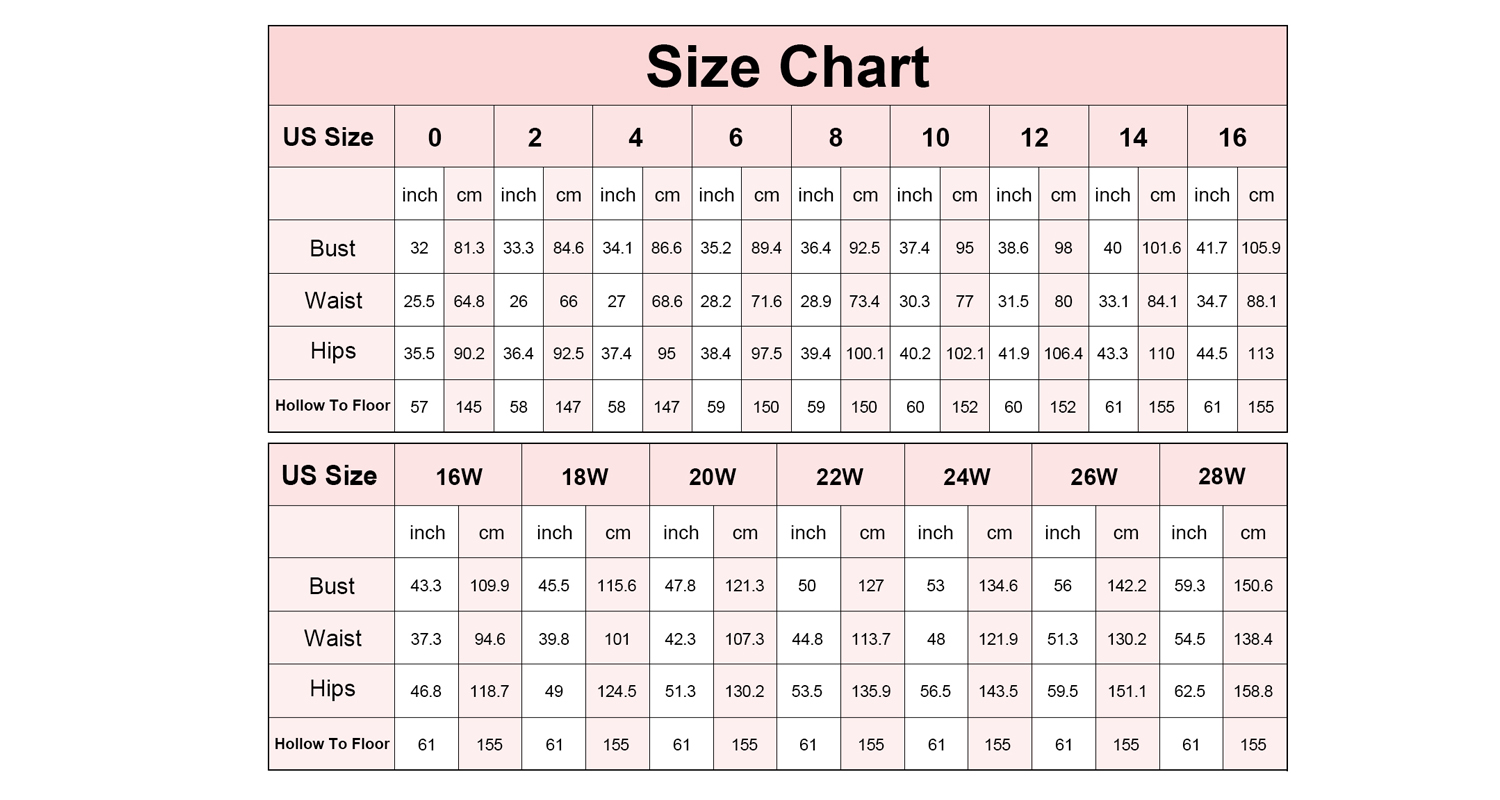 Size Chart
US Size 0 2 4 6 8 10 12 14 16
inch cm inch cm inch cm inch cm inch cm inch cm inch cm inch cm inch cm
Bust 32 81.3 33.3 84.6 34.1 86.6 35.2 89.4 36.4 92.5 37.4 95 38.6 98 40 101.6 41.7 105.9
Waist 25.5 64.8 26 66 27 68.6 28.2 71.6 28.9 73.4 30.3 77 31.5 80 33.1 84.1 34.7 88.1
Hips 35.5 90.2 36.4 92.5 37.4 95 38.4 97.5 39.4 100.1 40.2 102.1 41.9 106.4 43.3 110 44.5 113
Hollow To Floor 57 145 58 147 58 147 59 150 59 150 60 152 60 152 61 155 61 155
US Size 16W 18W 20W 22W 24W 26W 28W
inch cm inch cm inch cm inch cm inch cm inch cm inch cm
Bust 43.3 109.9 45.5 115.6 47.8 121.3 50 127 53 134.6 56 142.2 59.3 150.6
Waist 37.3 94.6 39.8 101 42.3 107.3 44.8 113.7 48 121.9 51.3 130.2 54.5 138.4
Hips 46.8 118.7 49 124.5 51.3 130.2 53.5 135.9 56.5 143.5 59.5 151.1 62.5 158.8
Hollow To Floor 61 155 61 155 61 155 61 155 61 155 61 155 61 155